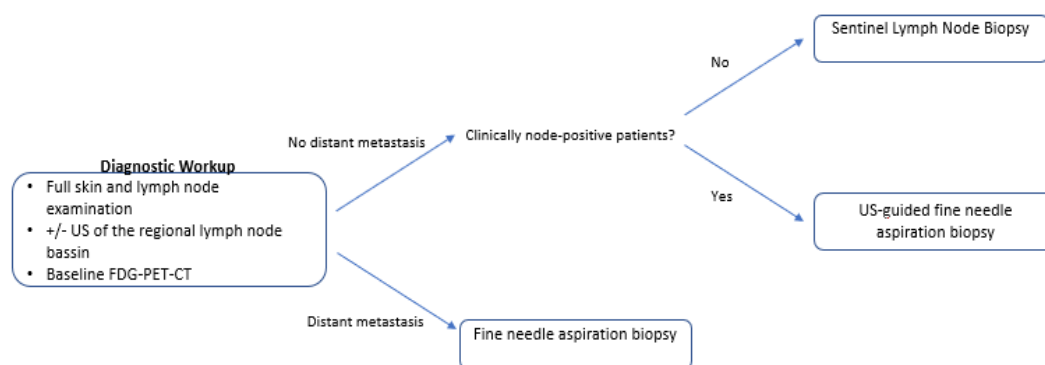 Diagnostic Workup
• Full skin and lymph node
examination
• +/- US of the regional lymph node
bassin
• Baseline FDG-PET-CT
No distant metastasis
Distant metastasis
Clinically node-positive patients?
Fine needle aspiration biopsy
No
Yes
Sentinel Lymph Node Biopsy
US-guided fine needle
aspiration biopsy